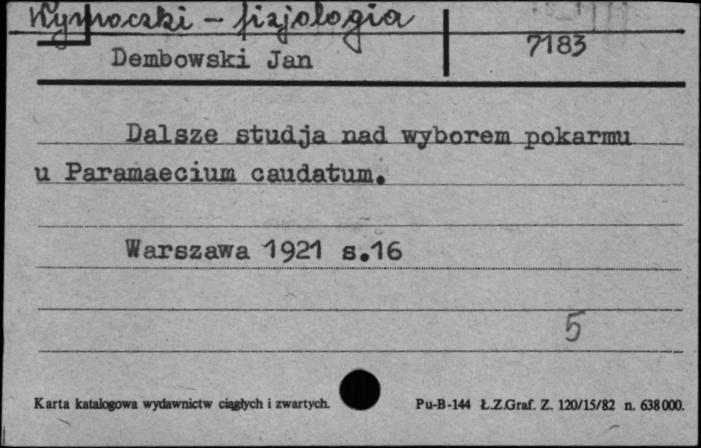 Wymoczki - fizjologia
Dembowski Jan 7183
Dalsze studja nad wyborem pokarmu
u Paramaecium caudatum.
Warszawa 1921 s.16
5
Karta katalogowa wydawnictw ciągłych i zwartych. Pu-B-144 Ł.Z.Graf. Z. 120/15/82 n. 638000.